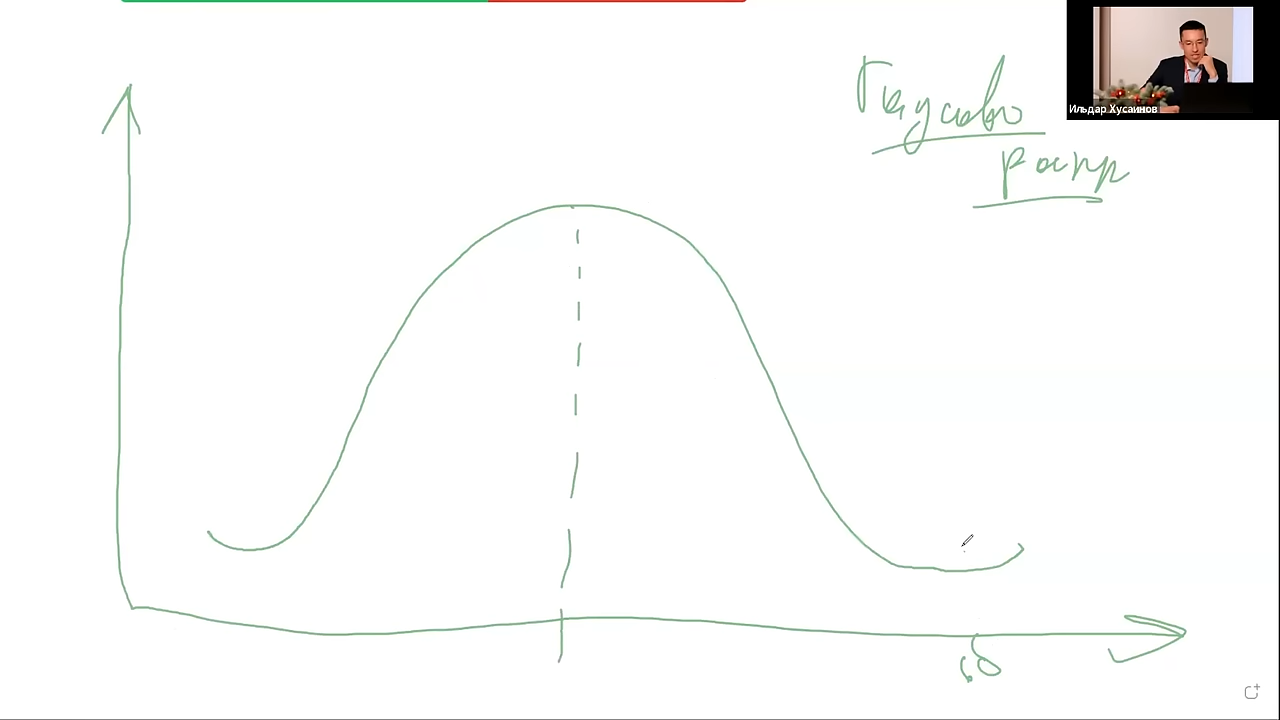 Гаусово
распр
Ильдар Хусаинов